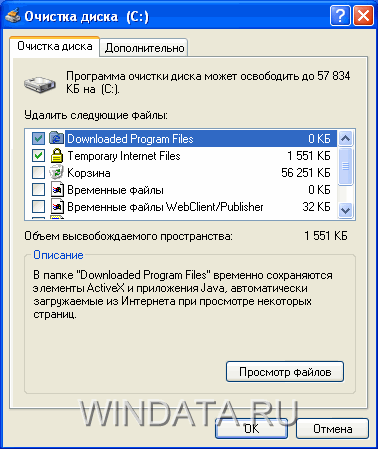 Очистка диска (C:)
Очистка диска
Дополнительно
Программа очистки диска может освободить до 57 834
КБ на (C:).
Удалить следующие файлы:
Downloaded Program Files 0 КБ
Temporary Internet Files 1 551 КБ
Корзина 56 251 КБ
Временные файлы 0 КБ
Временные файлы WebClient/Publisher 32 КБ
Объем высвобождаемого пространства: 1 551 КБ
Описание
В папке "Downloaded Program Files" временно сохраняются
элементы ActiveX и приложения Java, автоматически
загружаемые из Интернета при просмотре некоторых
страниц.
Просмотр файлов
WINDATA.RU
OK
Отмена